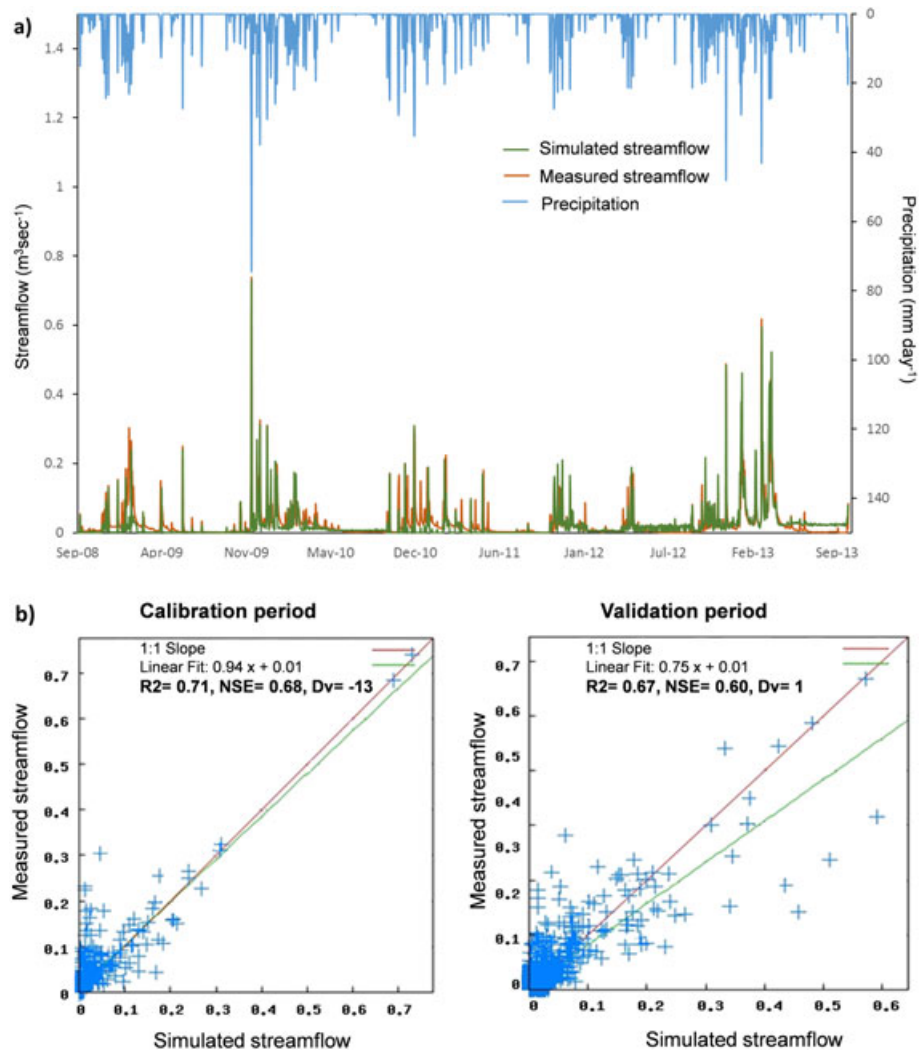 a)
1.4
1.2
1
0.8
0.6
0.4
0.2
0
Streamflow (m³sec⁻¹)
0
20
40
60
80
100
120
140
Precipitation (mm day⁻¹)
Simulated streamflow
Measured streamflow
Precipitation
Sep-08 Apr-09 Nov-09 May-10 Dec-10 Jun-11 Jan-12 Jul-12 Feb-13 Sep-13
b)
Calibration period
1:1 Slope
Linear Fit: 0.94 x + 0.01
R2= 0.71, NSE= 0.68, Dv= -13
0.7
0.6
0.5
0.4
0.3
0.2
0.1
0
Measured streamflow
0 0.1 0.2 0.3 0.4 0.5 0.6 0.7
Simulated streamflow
Validation period
1:1 Slope
Linear Fit: 0.75 x + 0.01
R2= 0.67, NSE= 0.60, Dv= 1
0.6
0.5
0.4
0.3
0.2
0.1
0
Measured streamflow
0 0.1 0.2 0.3 0.4 0.5 0.6
Simulated streamflow